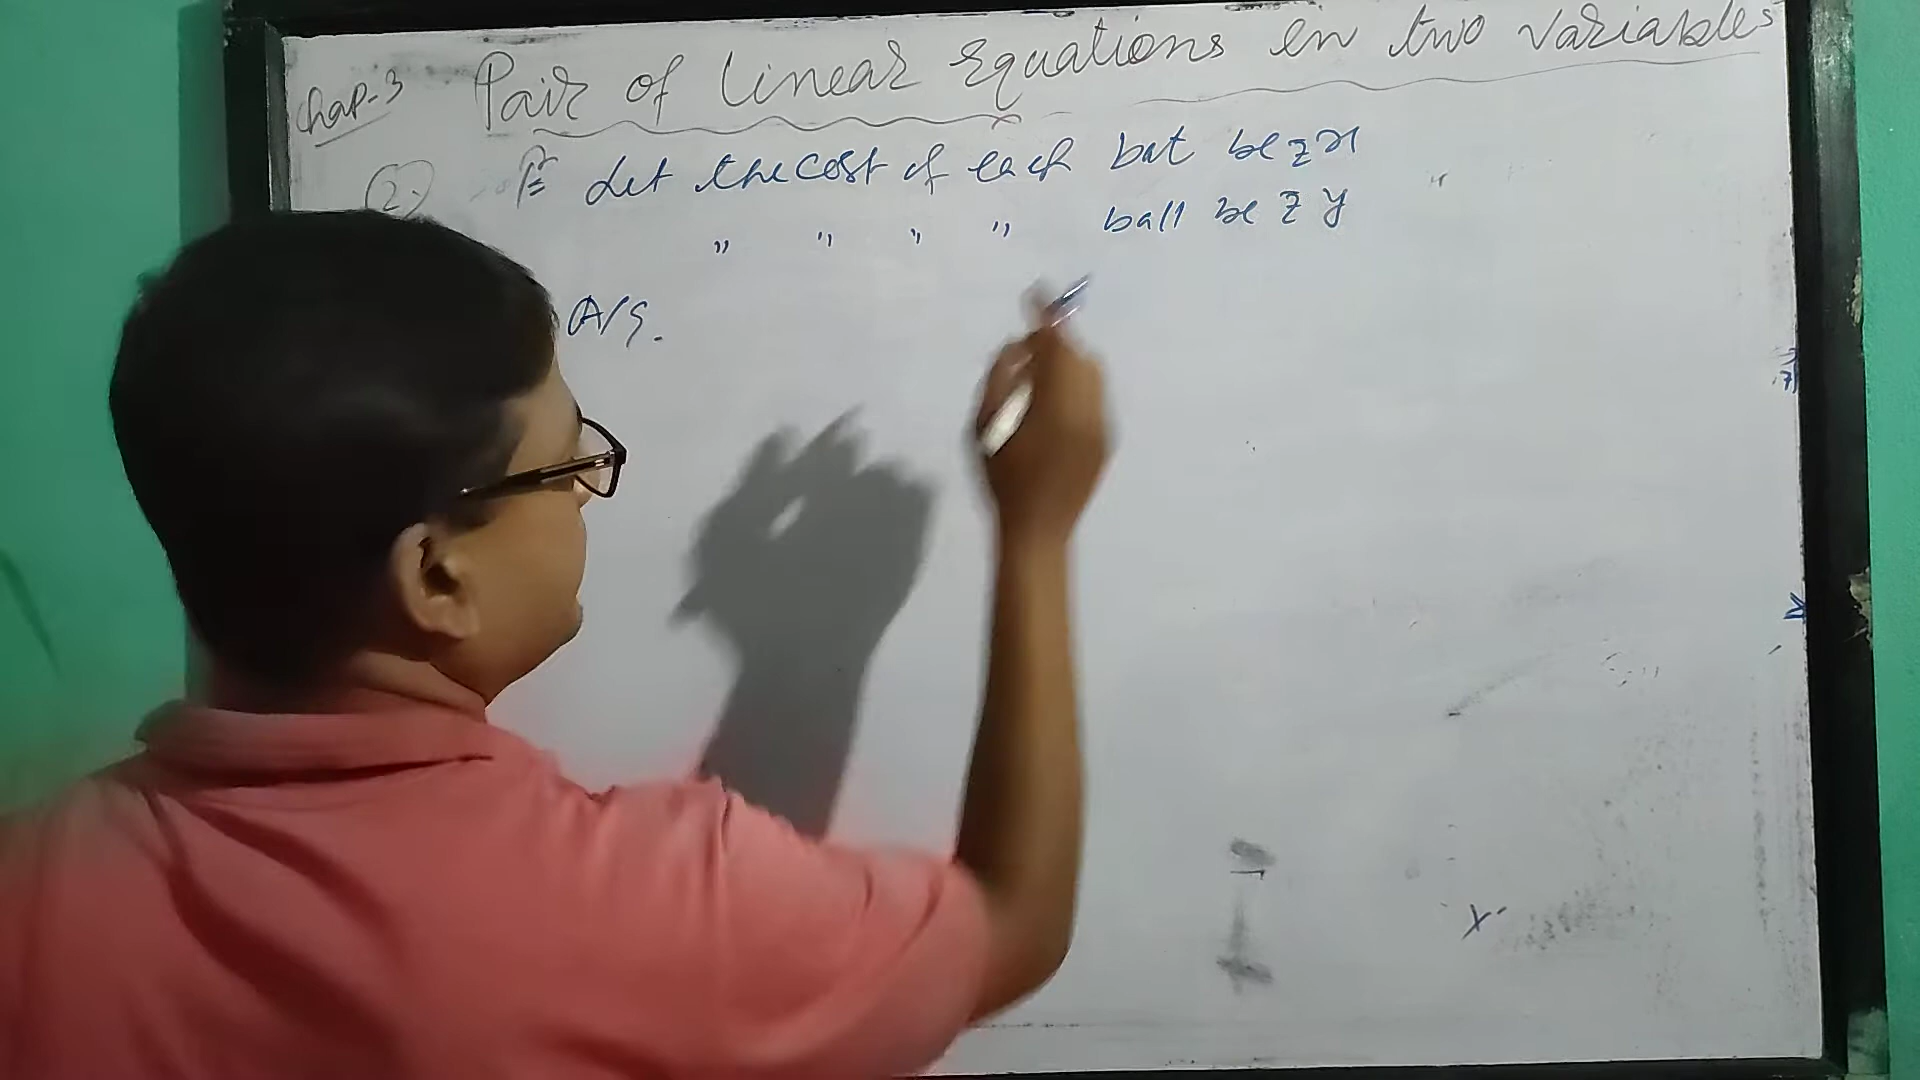 Chap-3 Pair of Linear Equations in two variables
2. Let the cost of each bat be ₹ x
" " " " ball be ₹ y
A/q.